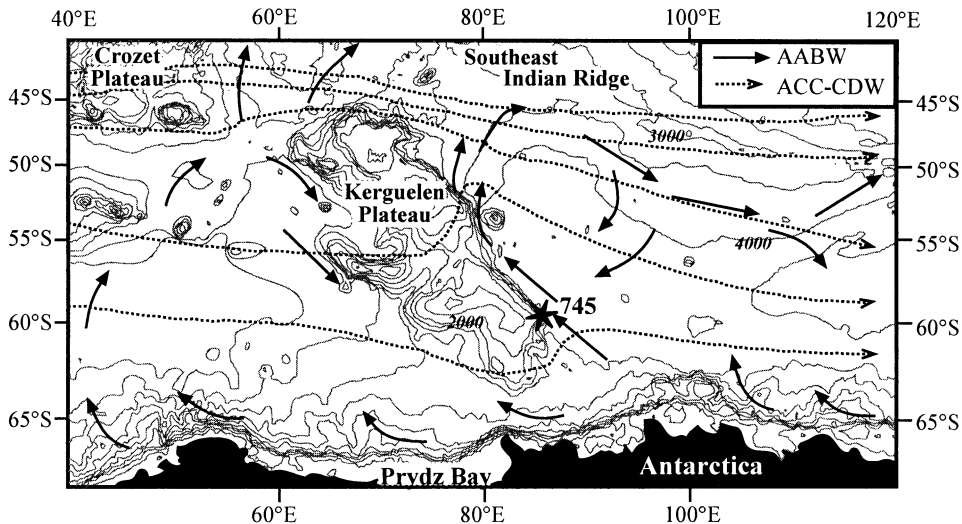 40°E 60°E 80°E 100°E 120°E
Crozet
Plateau
Southeast
Indian Ridge
AABW
ACC-CDW
45°S 45°S
3000
50°S 50°S
Kerguelen
Plateau
55°S 4000 55°S
745
60°S 2000 60°S
65°S 65°S
Prydz Bay
Antarctica
60°E 80°E 100°E